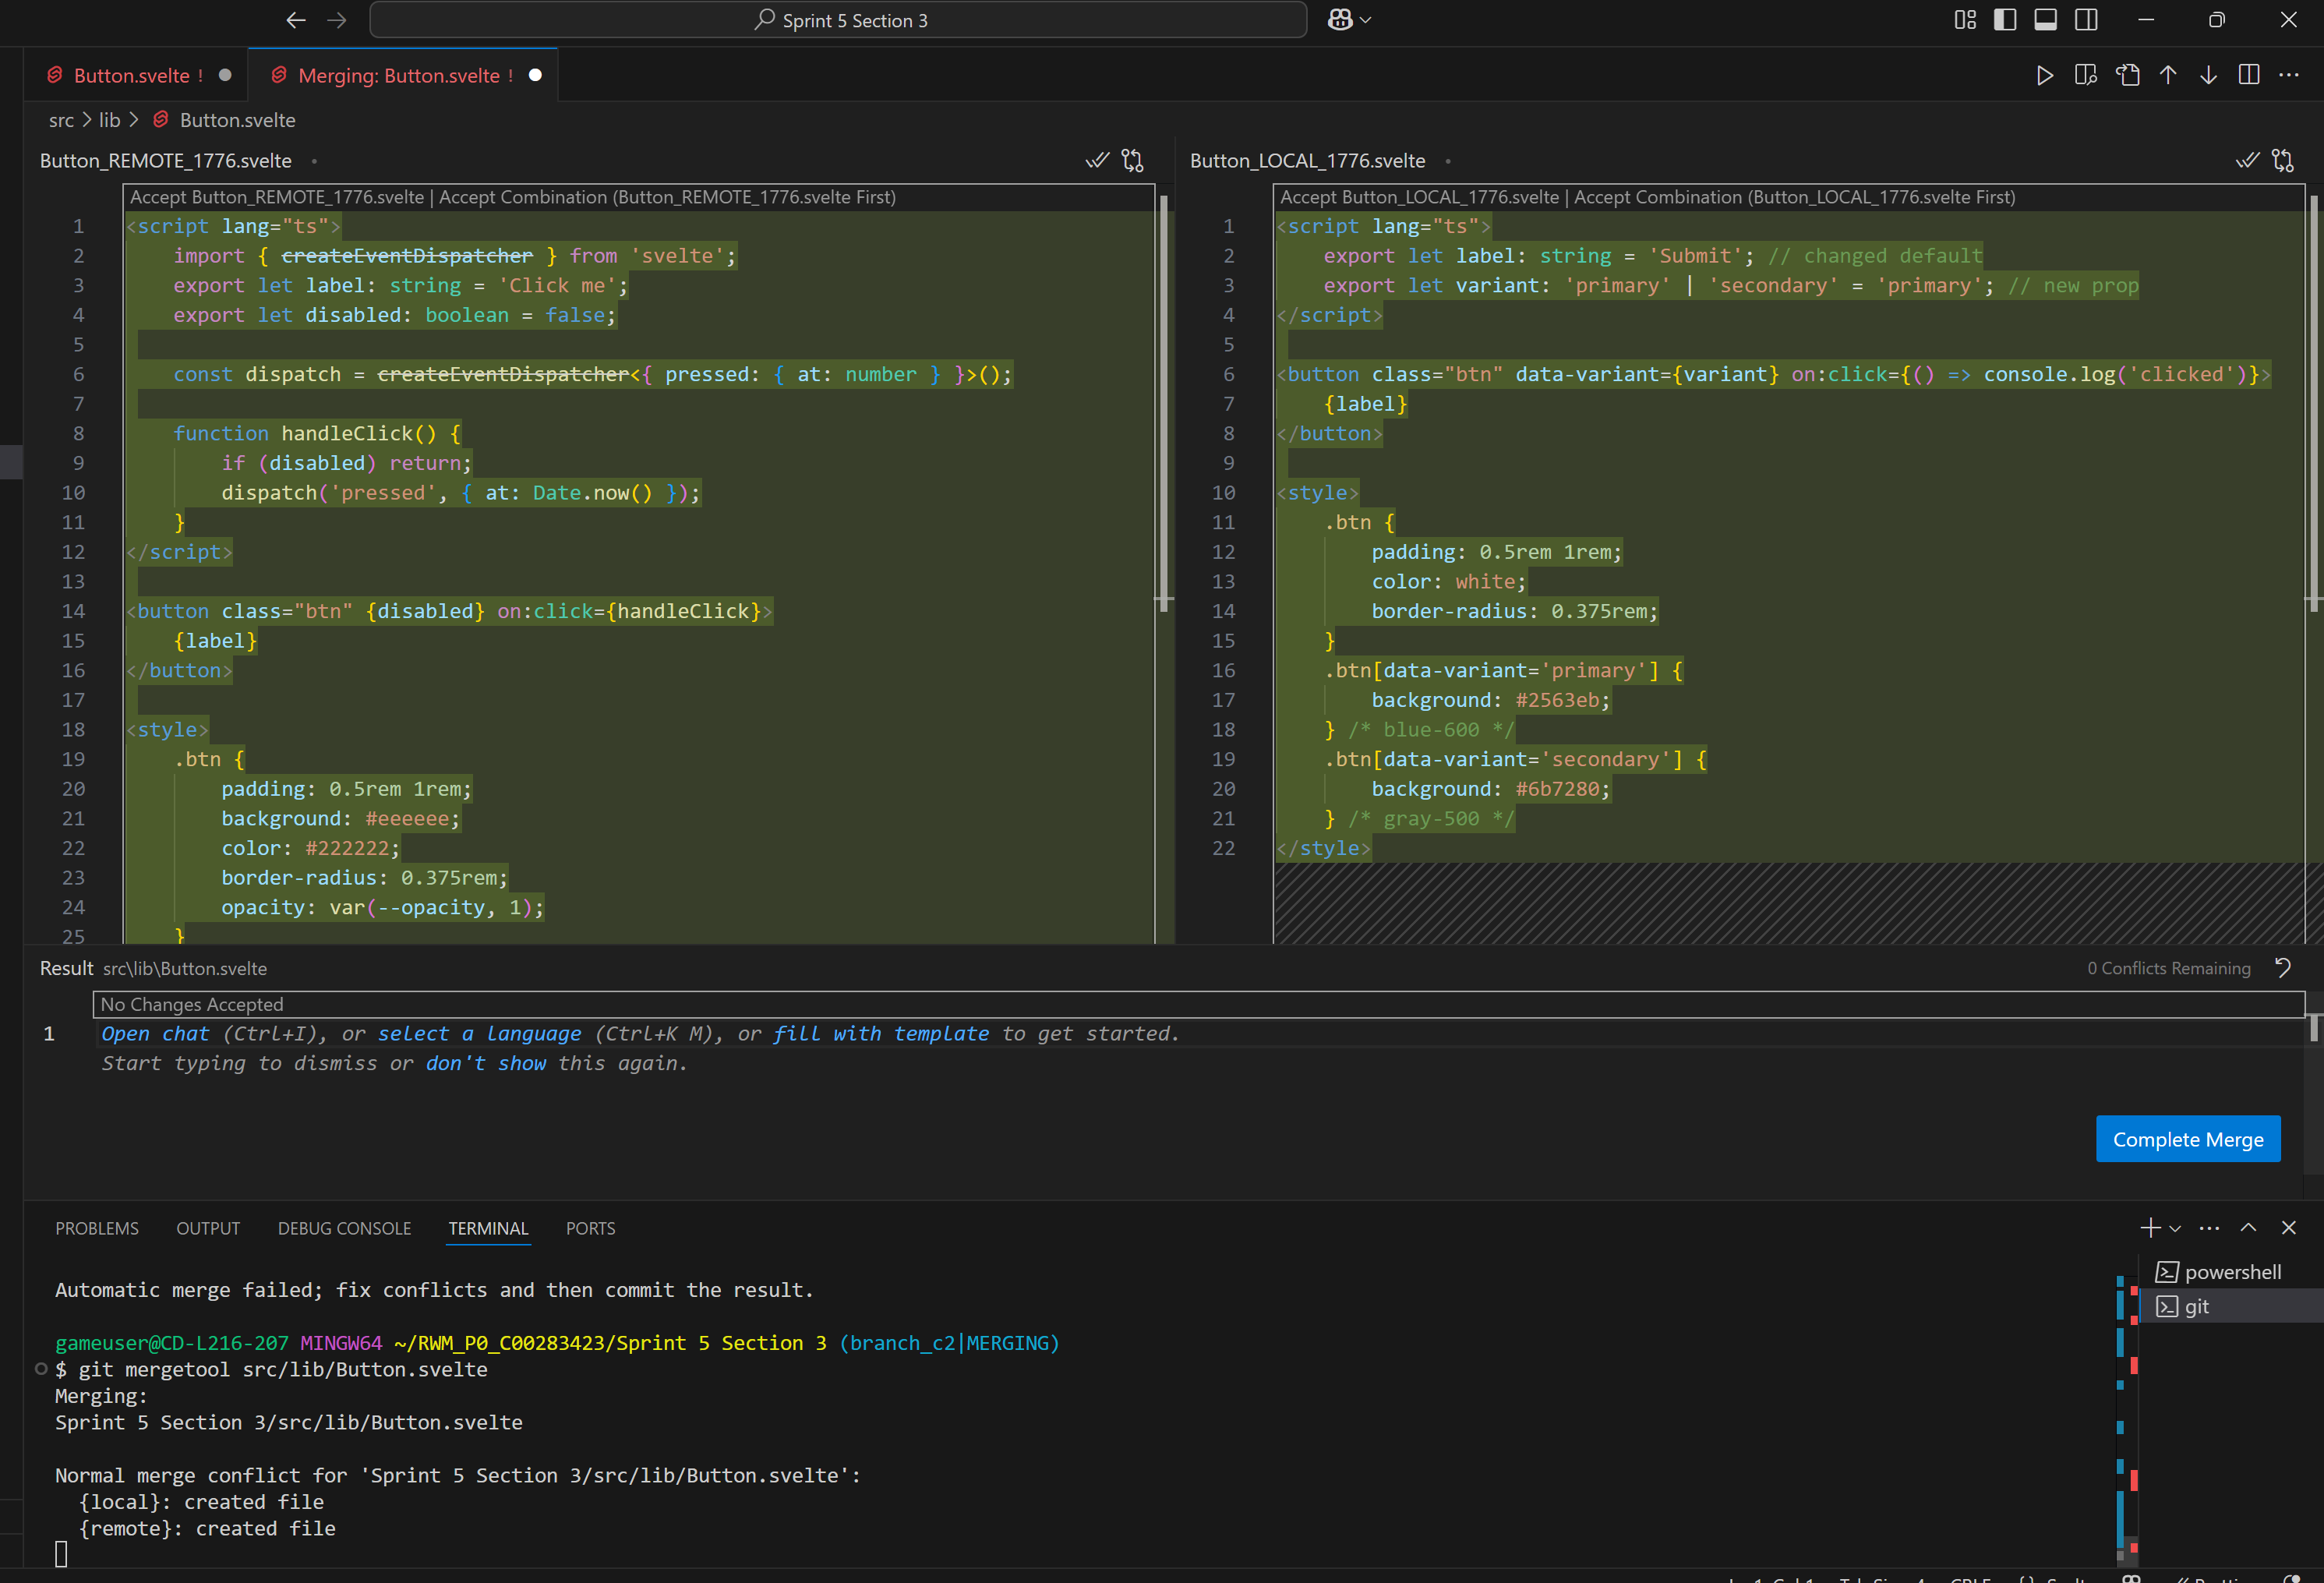 Sprint 5 Section 3
Button.svelte !
Merging: Button.svelte !
src > lib > Button.svelte
Button_REMOTE_1776.svelte
Accept Button_REMOTE_1776.svelte | Accept Combination (Button_REMOTE_1776.svelte First)
1 <script lang="ts">
2 import { createEventDispatcher } from 'svelte';
3 export let label: string = 'Click me';
4 export let disabled: boolean = false;
5
6 const dispatch = createEventDispatcher<{ pressed: { at: number } }>();
7
8 function handleClick() {
9 if (disabled) return;
10 dispatch('pressed', { at: Date.now() });
11 }
12 </script>
13
14 <button class="btn" {disabled} on:click={handleClick}>
15 {label}
16 </button>
17
18 <style>
19 .btn {
20 padding: 0.5rem 1rem;
21 background: #eeeeee;
22 color: #222222;
23 border-radius: 0.375rem;
24 opacity: var(--opacity, 1);
25 }
Button_LOCAL_1776.svelte
Accept Button_LOCAL_1776.svelte | Accept Combination (Button_LOCAL_1776.svelte First)
1 <script lang="ts">
2 export let label: string = 'Submit'; // changed default
3 export let variant: 'primary' | 'secondary' = 'primary'; // new prop
4 </script>
5
6 <button class="btn" data-variant={variant} on:click={() => console.log('clicked')}>
7 {label}
8 </button>
9
10 <style>
11 .btn {
12 padding: 0.5rem 1rem;
13 color: white;
14 border-radius: 0.375rem;
15 }
16 .btn[data-variant='primary'] {
17 background: #2563eb;
18 } /* blue-600 */
19 .btn[data-variant='secondary'] {
20 background: #6b7280;
21 } /* gray-500 */
22 </style>
Result src\lib\Button.svelte
0 Conflicts Remaining
No Changes Accepted
1 Open chat (Ctrl+I), or select a language (Ctrl+K M), or fill with template to get started.
Start typing to dismiss or don't show this again.
Complete Merge
PROBLEMS OUTPUT DEBUG CONSOLE TERMINAL PORTS
powershell
git
Automatic merge failed; fix conflicts and then commit the result.
gameuser@CD-L216-207 MINGW64 ~/RWM_P0_C00283423/Sprint 5 Section 3 (branch_c2|MERGING)
$ git mergetool src/lib/Button.svelte
Merging:
Sprint 5 Section 3/src/lib/Button.svelte
Normal merge conflict for 'Sprint 5 Section 3/src/lib/Button.svelte':
{local}: created file
{remote}: created file